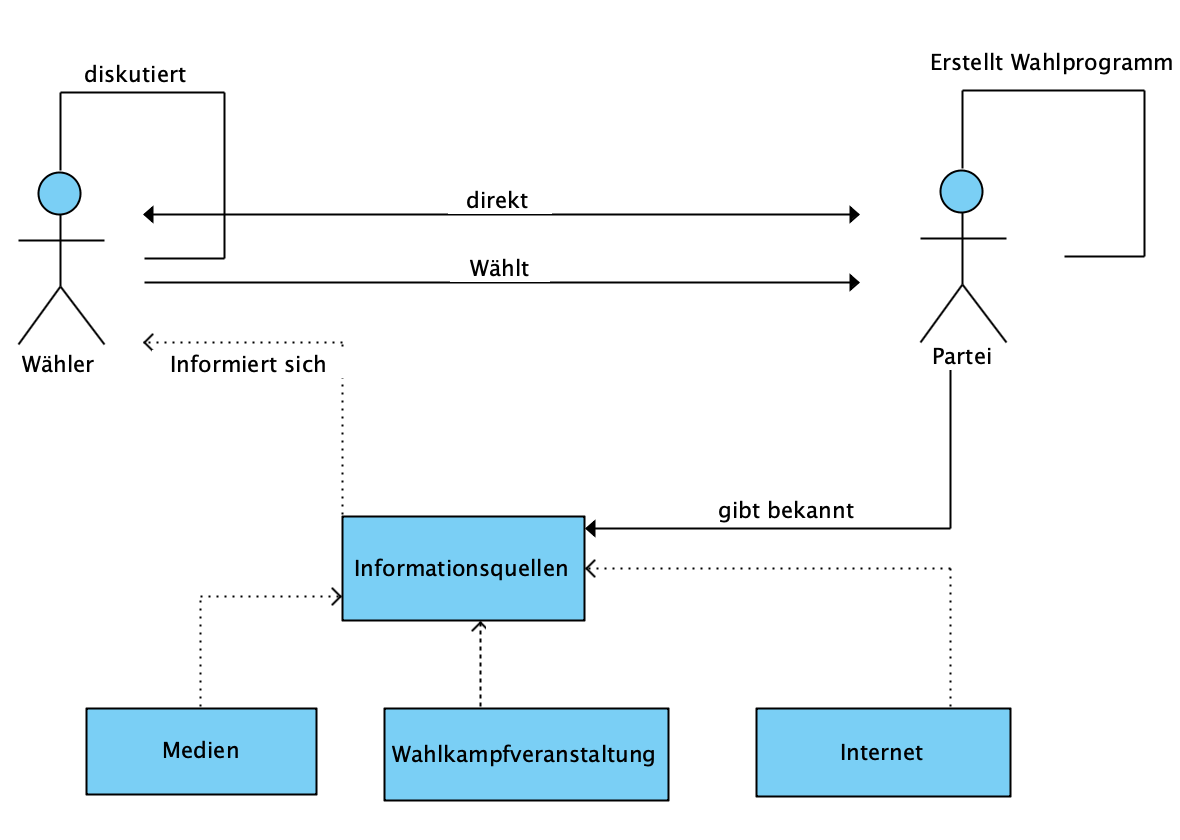 diskutiert
Erstellt Wahlprogramm
direkt
Wählt
Wähler
Informiert sich
Partei
gibt bekannt
Informationsquellen
Medien
Wahlkampfveranstaltung
Internet